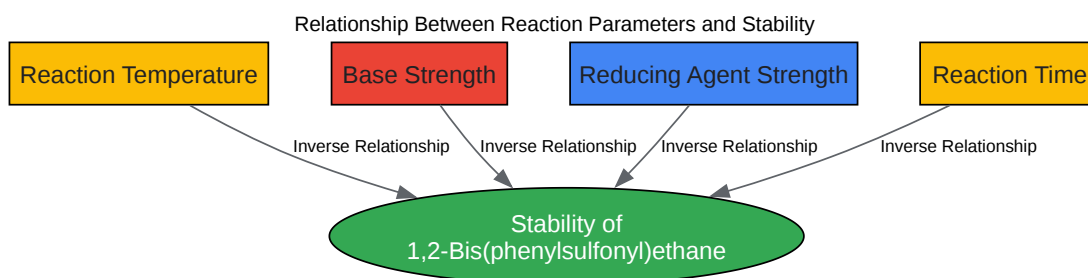 Relationship Between Reaction Parameters and Stability
Reaction Temperature
Base Strength
Reducing Agent Strength
Reaction Time
Inverse Relationship
Inverse Relationship
Inverse Relationship
Inverse Relationship
Stability of
1,2-Bis(phenylsulfonyl)ethane